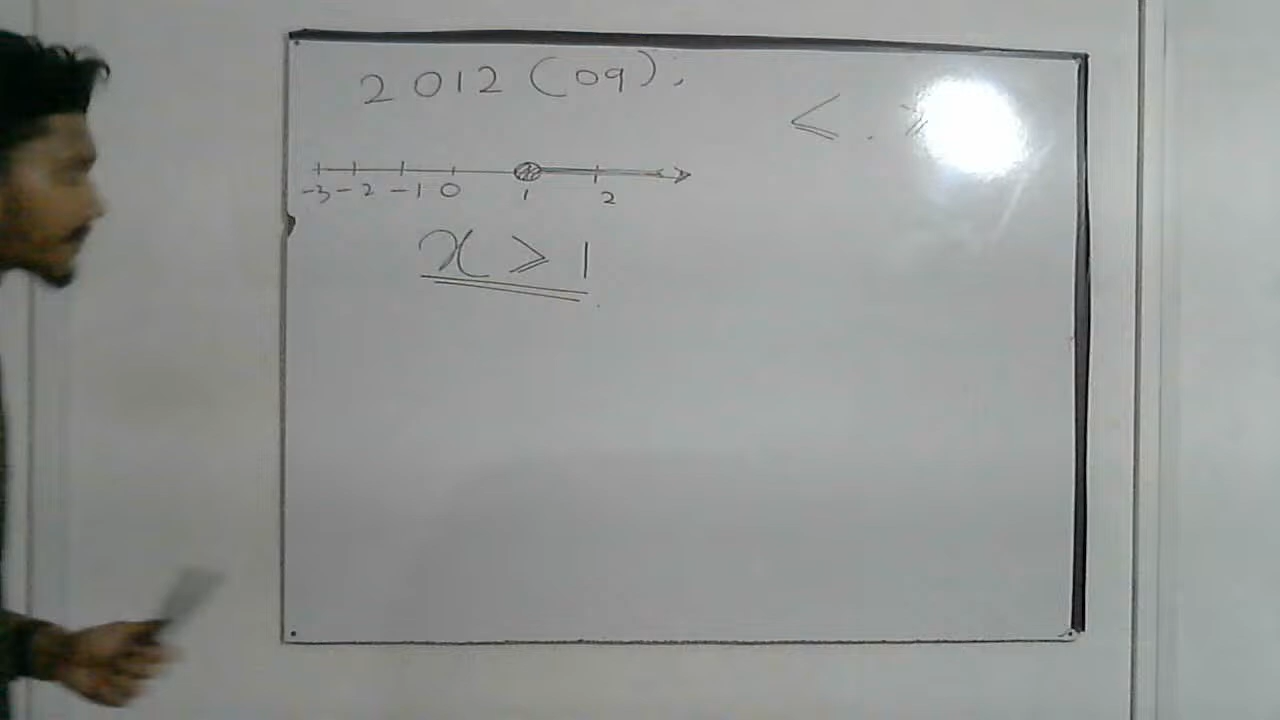 2012 (09).
⩽ . ⩾
-3 -2 -1 0 1 2
x ⩾ 1